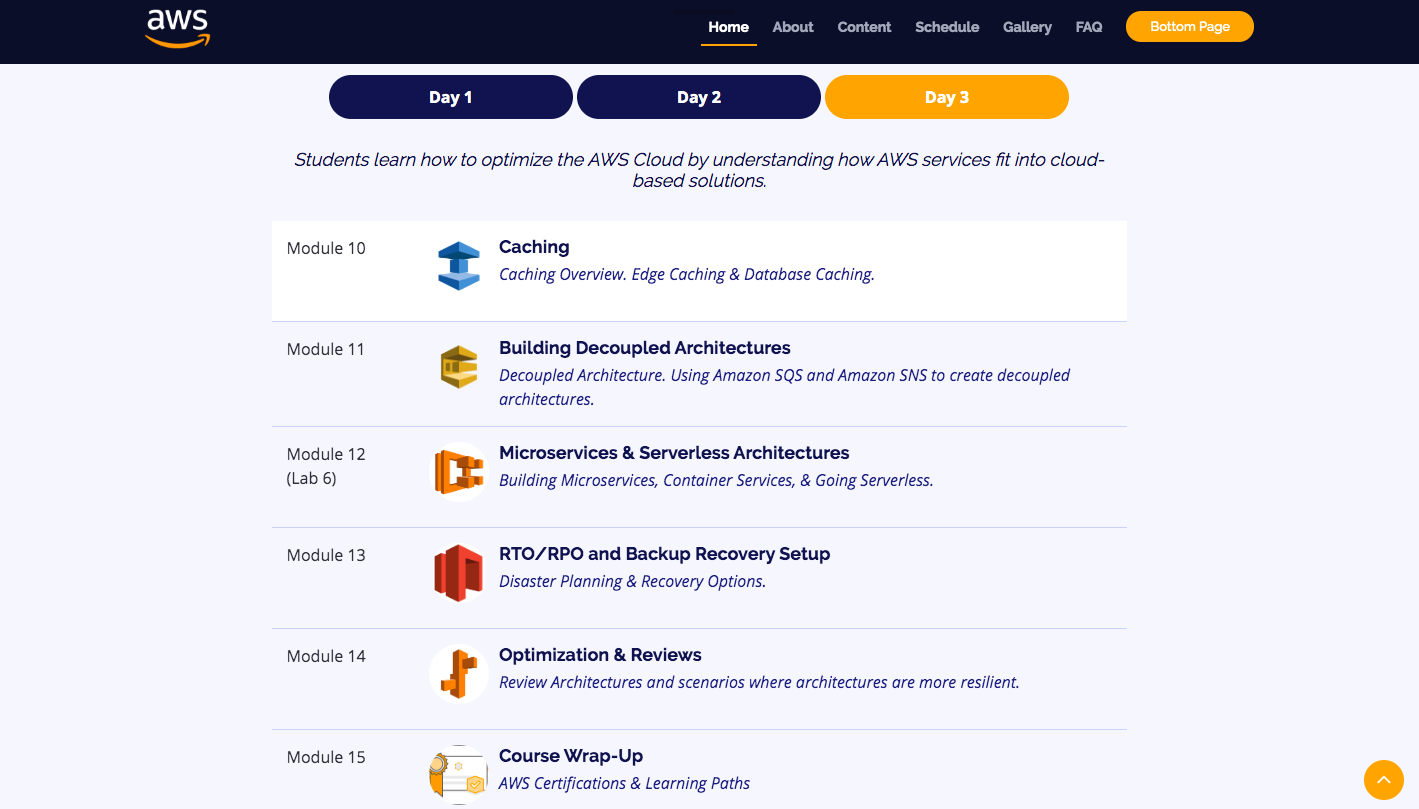 aws
Home About Content Schedule Gallery FAQ Bottom Page
Day 1 Day 2 Day 3
Students learn how to optimize the AWS Cloud by understanding how AWS services fit into cloud-
based solutions.
Module 10
Caching
Caching Overview. Edge Caching & Database Caching.
Module 11
Building Decoupled Architectures
Decoupled Architecture. Using Amazon SQS and Amazon SNS to create decoupled
architectures.
Module 12
(Lab 6)
Microservices & Serverless Architectures
Building Microservices, Container Services, & Going Serverless.
Module 13
RTO/RPO and Backup Recovery Setup
Disaster Planning & Recovery Options.
Module 14
Optimization & Reviews
Review Architectures and scenarios where architectures are more resilient.
Module 15
Course Wrap-Up
AWS Certifications & Learning Paths